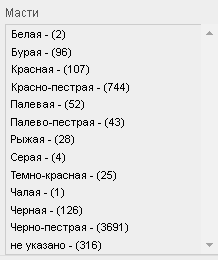 Масти
Белая - (2)
Бурая - (96)
Красная - (107)
Красно-пестрая - (744)
Палевая - (52)
Палево-пестрая - (43)
Рыжая - (28)
Серая - (4)
Темно-красная - (25)
Чалая - (1)
Черная - (126)
Черно-пестрая - (3691)
не указано - (316)